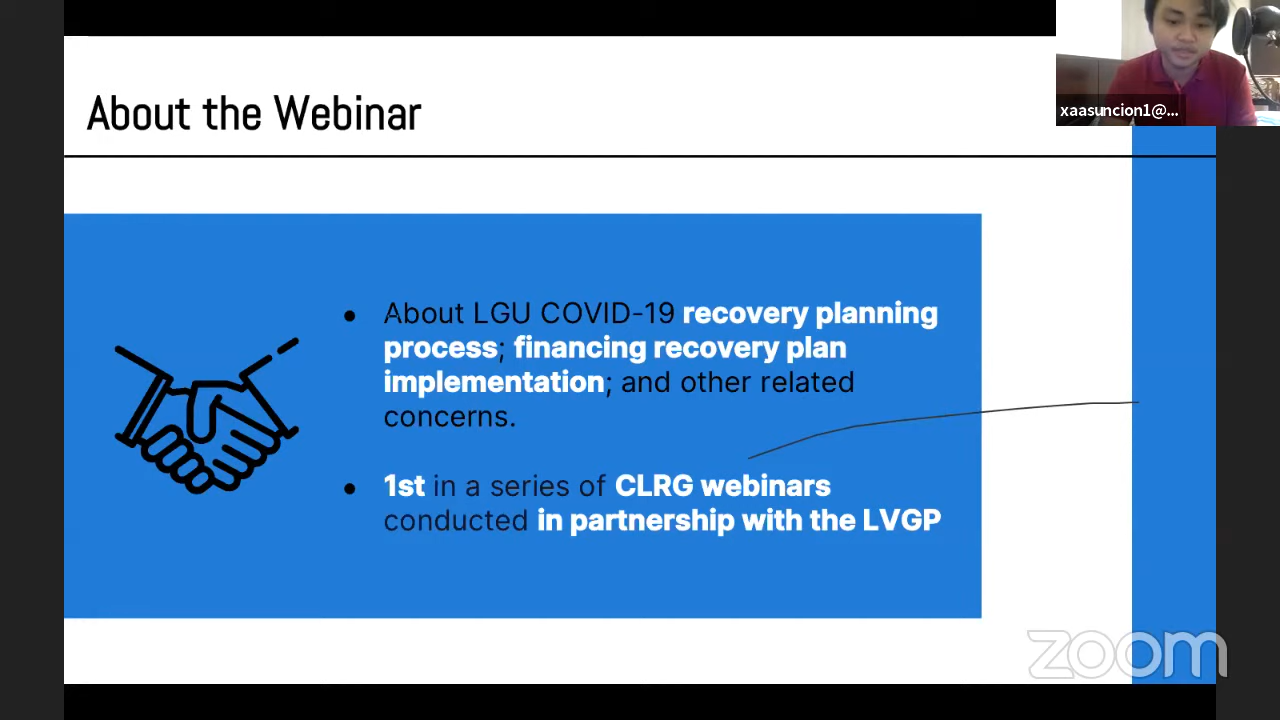 About the Webinar
xaasuncion1@...
● About LGU COVID-19 recovery planning
process; financing recovery plan
implementation; and other related
concerns.
● 1st in a series of CLRG webinars
conducted in partnership with the LVGP
zoom